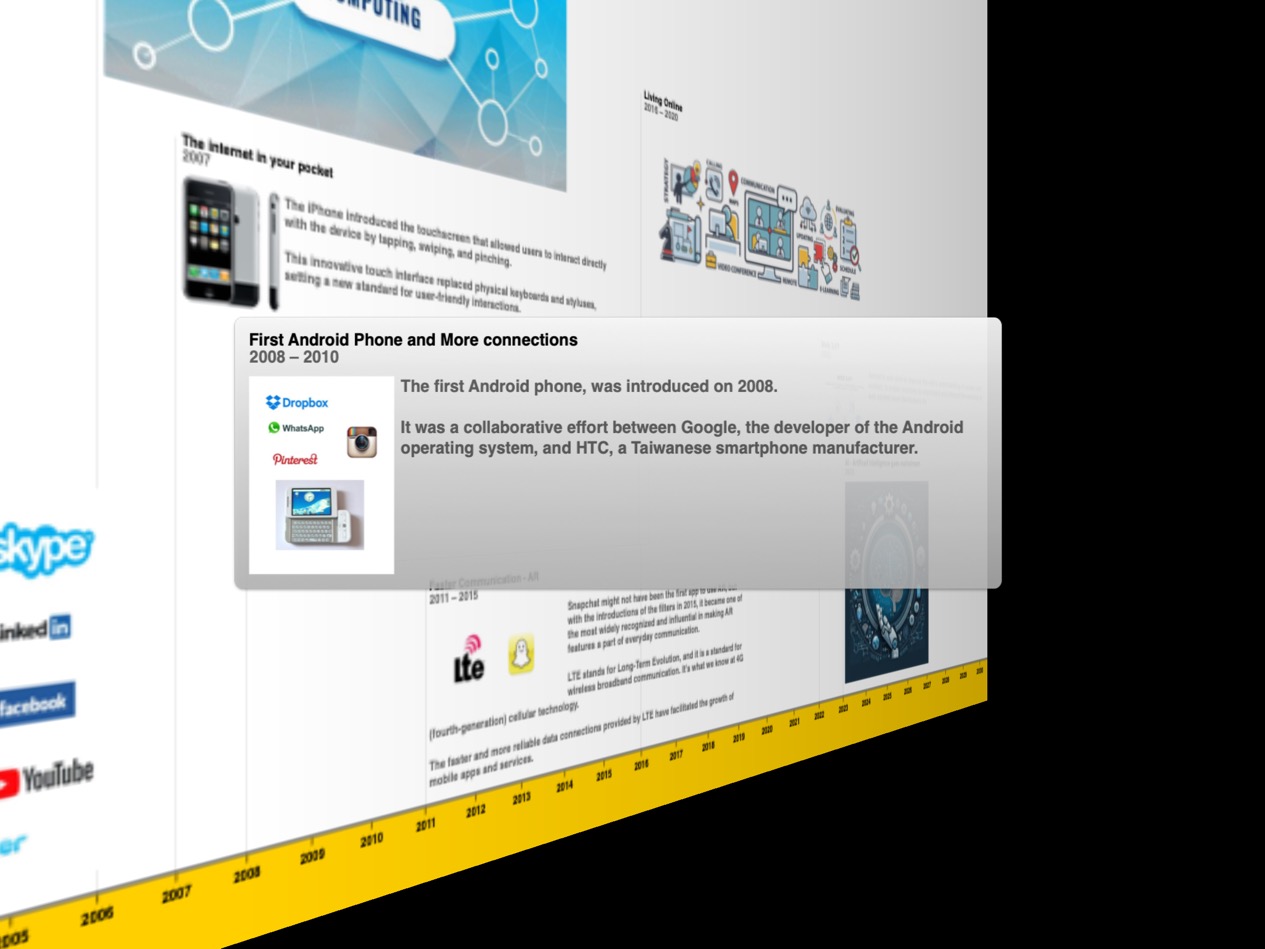 COMPUTING
Living Online
2016 – 2020
The internet in your pocket
2007
The iPhone introduced the touchscreen that allowed users to interact directly
with the device by tapping, swiping, and pinching.
This innovative touch interface replaced physical keyboards and styluses,
setting a new standard for user-friendly interactions.
STRATEGY
CALLING
MAPS
COMMUNICATION
UPDATING
EVALUATING
VIDEO CONFERENCE
REMOTE
E-LEARNING
SCHEDULE
First Android Phone and More connections
2008 – 2010
Dropbox
WhatsApp
Pinterest
The first Android phone, was introduced on 2008.
It was a collaborative effort between Google, the developer of the Android
operating system, and HTC, a Taiwanese smartphone manufacturer.
skype
Linked in
facebook
YouTube
er
Faster Communication - AR
2011 – 2015
lte
Snapchat might not have been the first app to use AR, but
with the introductions of the filters in 2015, it became one of
the most widely recognized and influential in making AR
features a part of everyday communication.
LTE stands for Long-Term Evolution, and it is a standard for
wireless broadband communication. It's what we know at 4G
(fourth-generation) cellular technology.
The faster and more reliable data connections provided by LTE have facilitated the growth of
mobile apps and services.
2005
2006
2007
2008
2009
2010
2011
2012
2013
2014
2015
2016
2017
2018
2019
2020
2021
2022
2023
2024
2025
2026
2027
2028
2029
2030